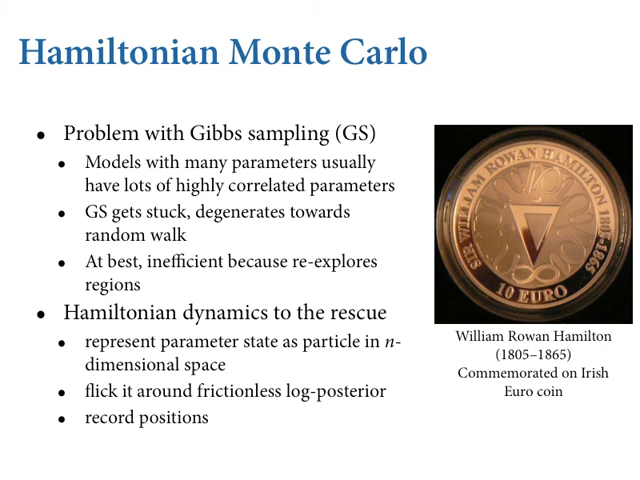 Hamiltonian Monte Carlo
• Problem with Gibbs sampling (GS)
• Models with many parameters usually
have lots of highly correlated parameters
• GS gets stuck, degenerates towards
random walk
• At best, inefficient because re-explores
regions
• Hamiltonian dynamics to the rescue
• represent parameter state as particle in n-
dimensional space
• flick it around frictionless log-posterior
• record positions
SIR WILLIAM ROWAN HAMILTON 1805-1865
10 EURO
William Rowan Hamilton
(1805–1865)
Commemorated on Irish
Euro coin